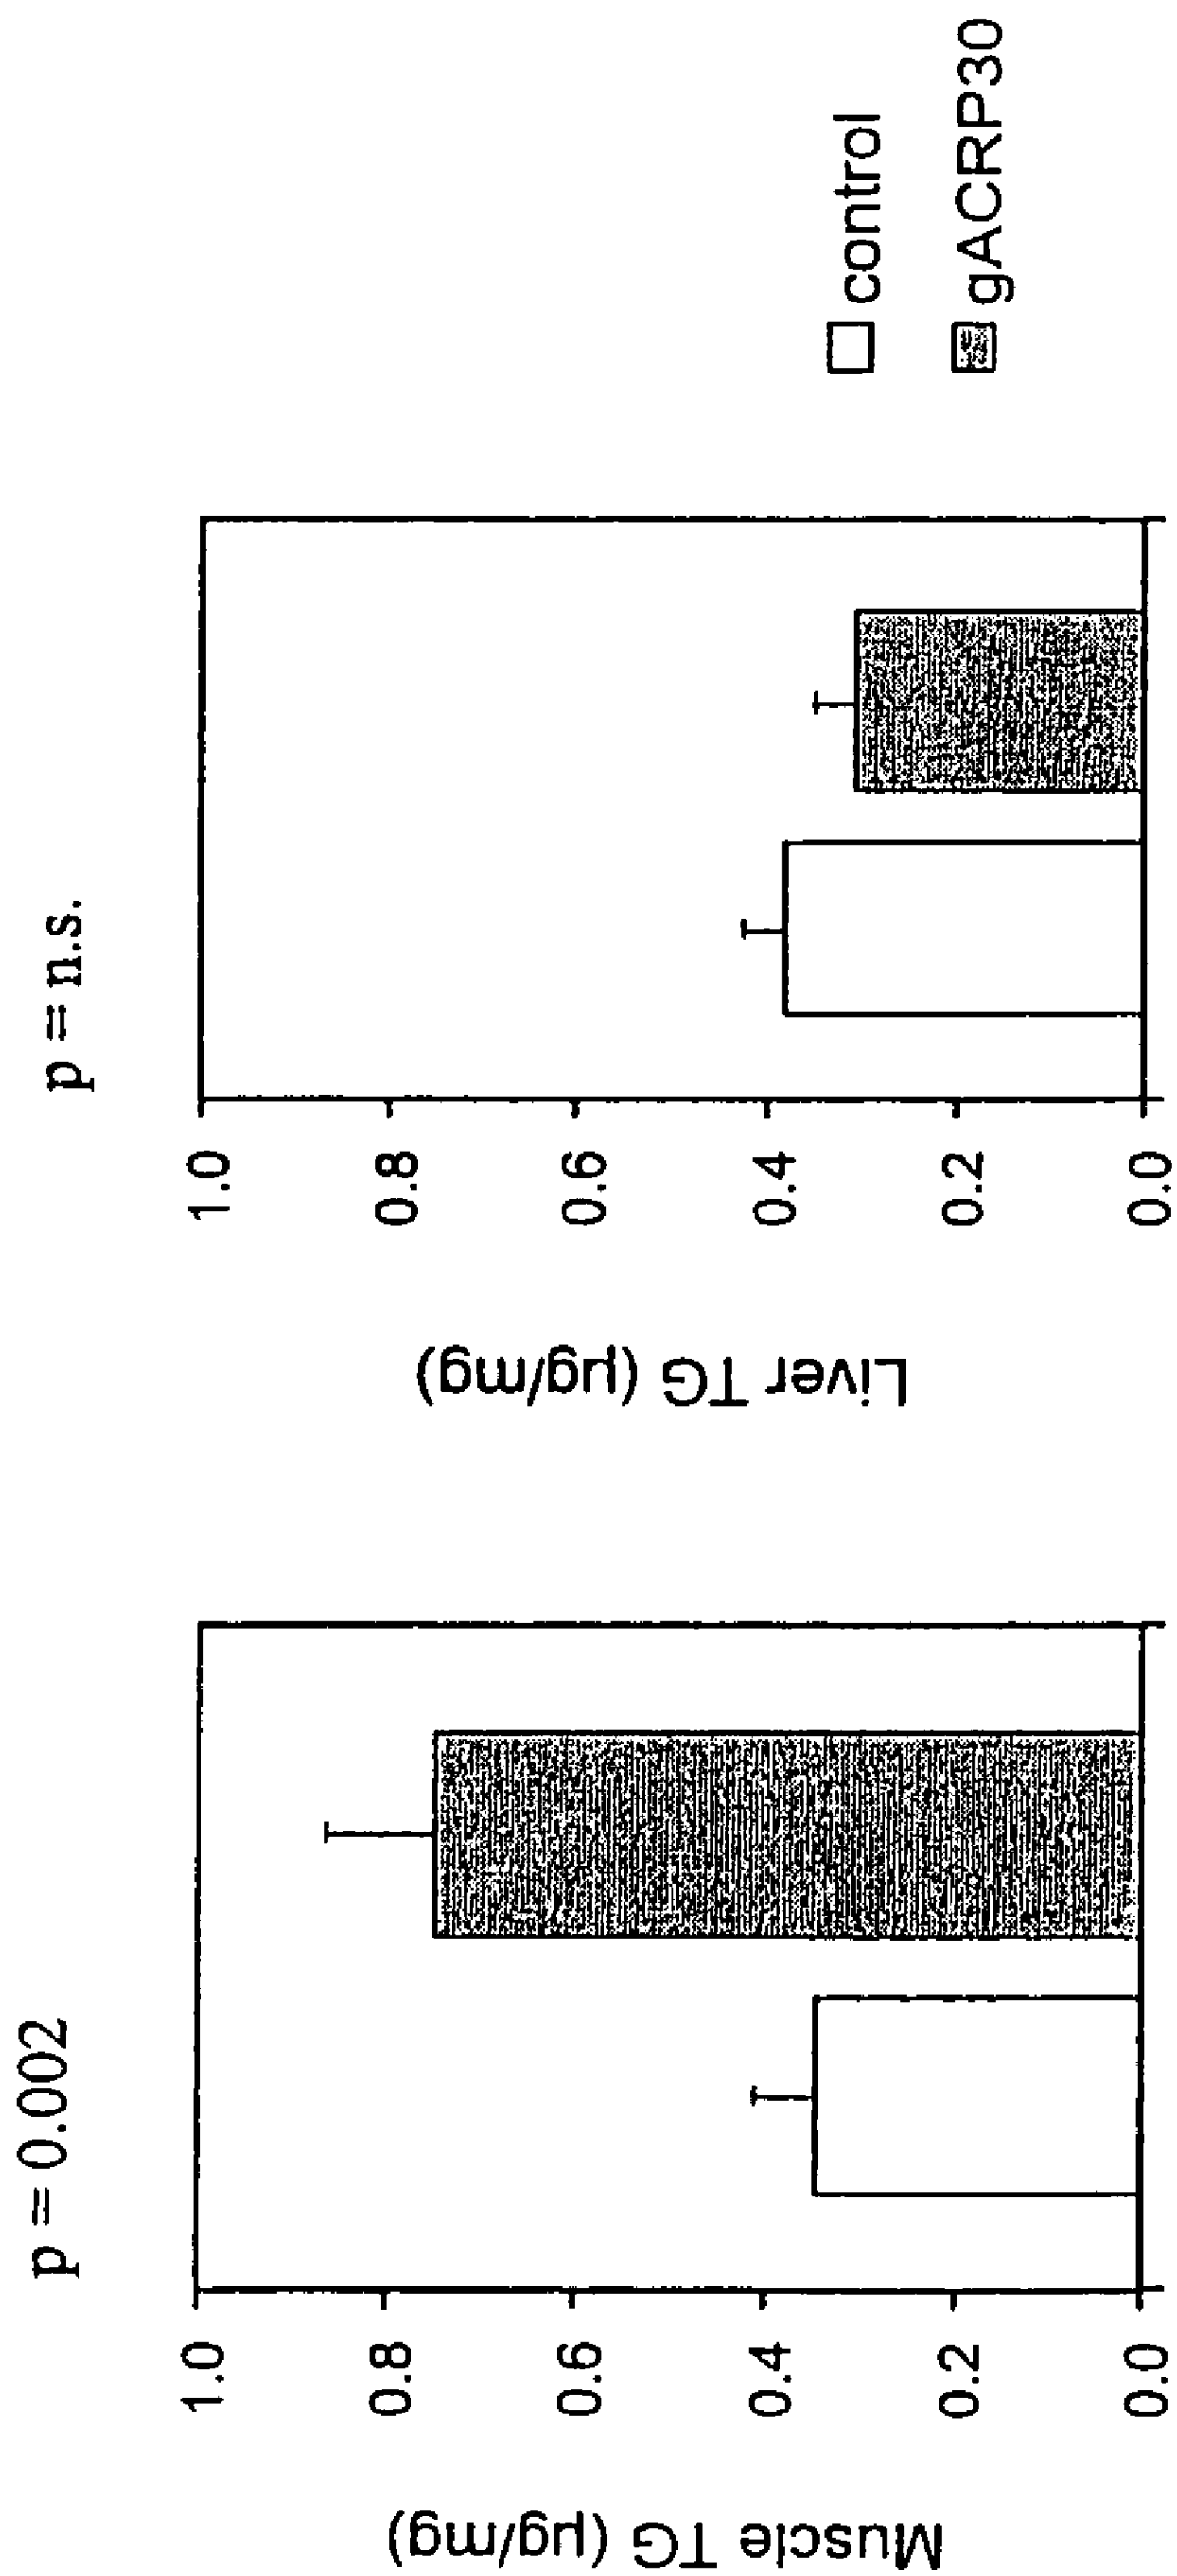 p = 0.002
Muscle TG (µg/mg)
1.0
0.8
0.6
0.4
0.2
0.0
p = n.s.
Liver TG (µg/mg)
1.0
0.8
0.6
0.4
0.2
0.0
control
gACRP30